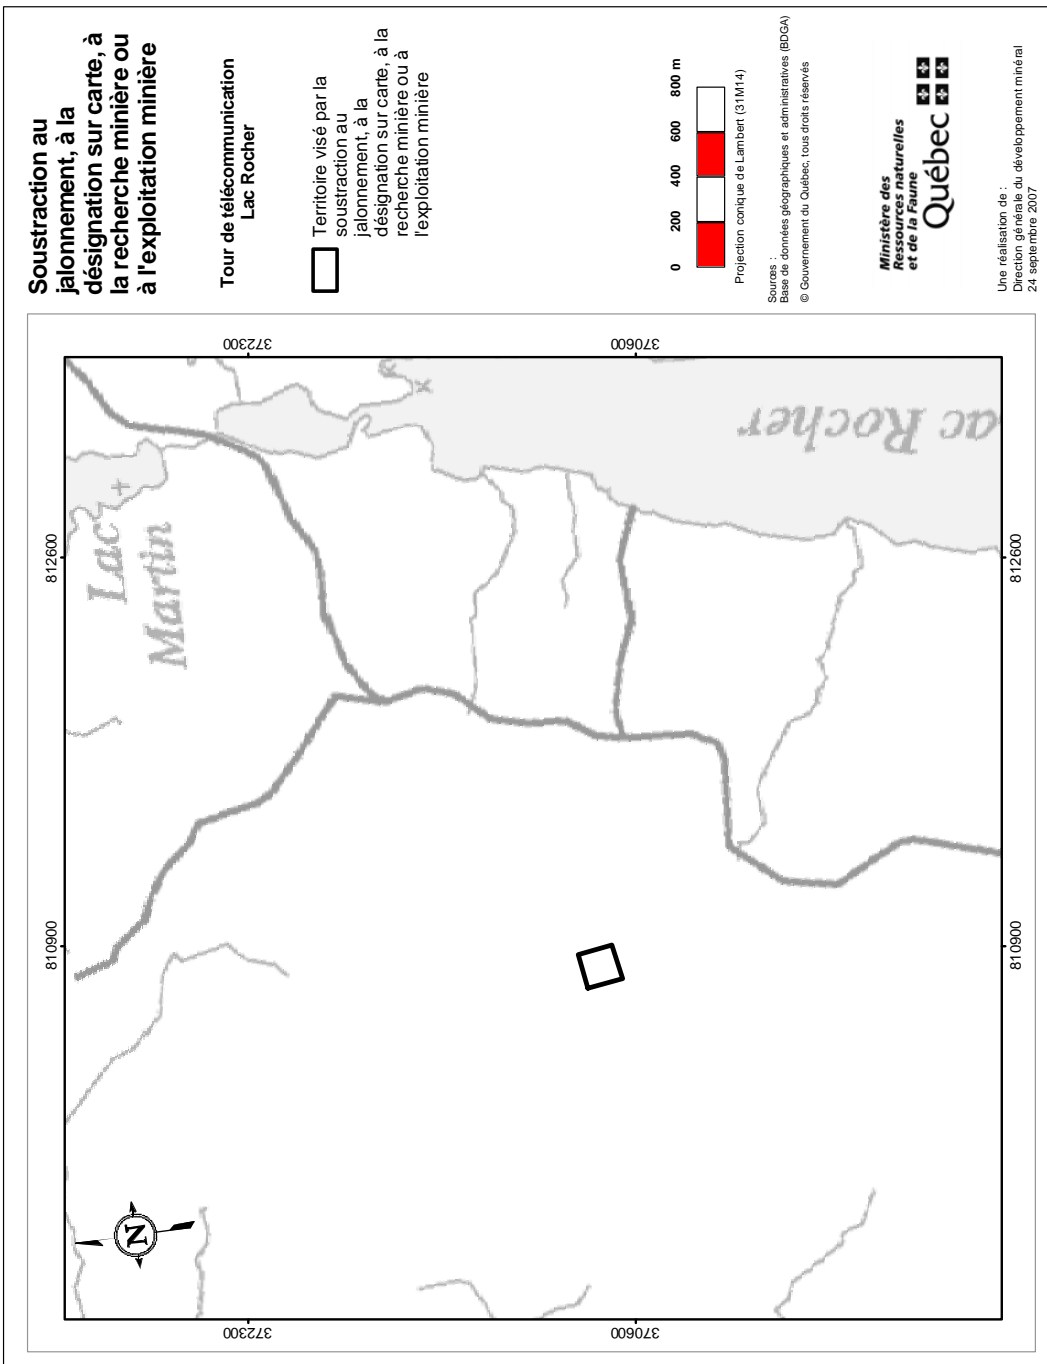 Soustraction au
jalonnement, à la
désignation sur carte, à
la recherche minière ou
à l'exploitation minière
Tour de télécommunication
Lac Rocher
Territoire visé par la
soustraction au
jalonnement, à la
désignation sur carte, à la
recherche minière ou à
l'exploitation minière
0 200 400 600 800 m
Projection conique de Lambert (31M14)
Sources :
Base de données géographiques et administratives (BDGA)
© Gouvernement du Québec, tous droits réservés
Ministère des
Ressources naturelles
et de la Faune
Québec
Une réalisation de :
Direction générale du développement minéral
24 septembre 2007
810900
812600
372300
372300
370600
370600
810900
812600
Lac
Martin
ac Rocher
N